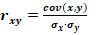 r_xy = cov(x,y) / σ_x·σ_y